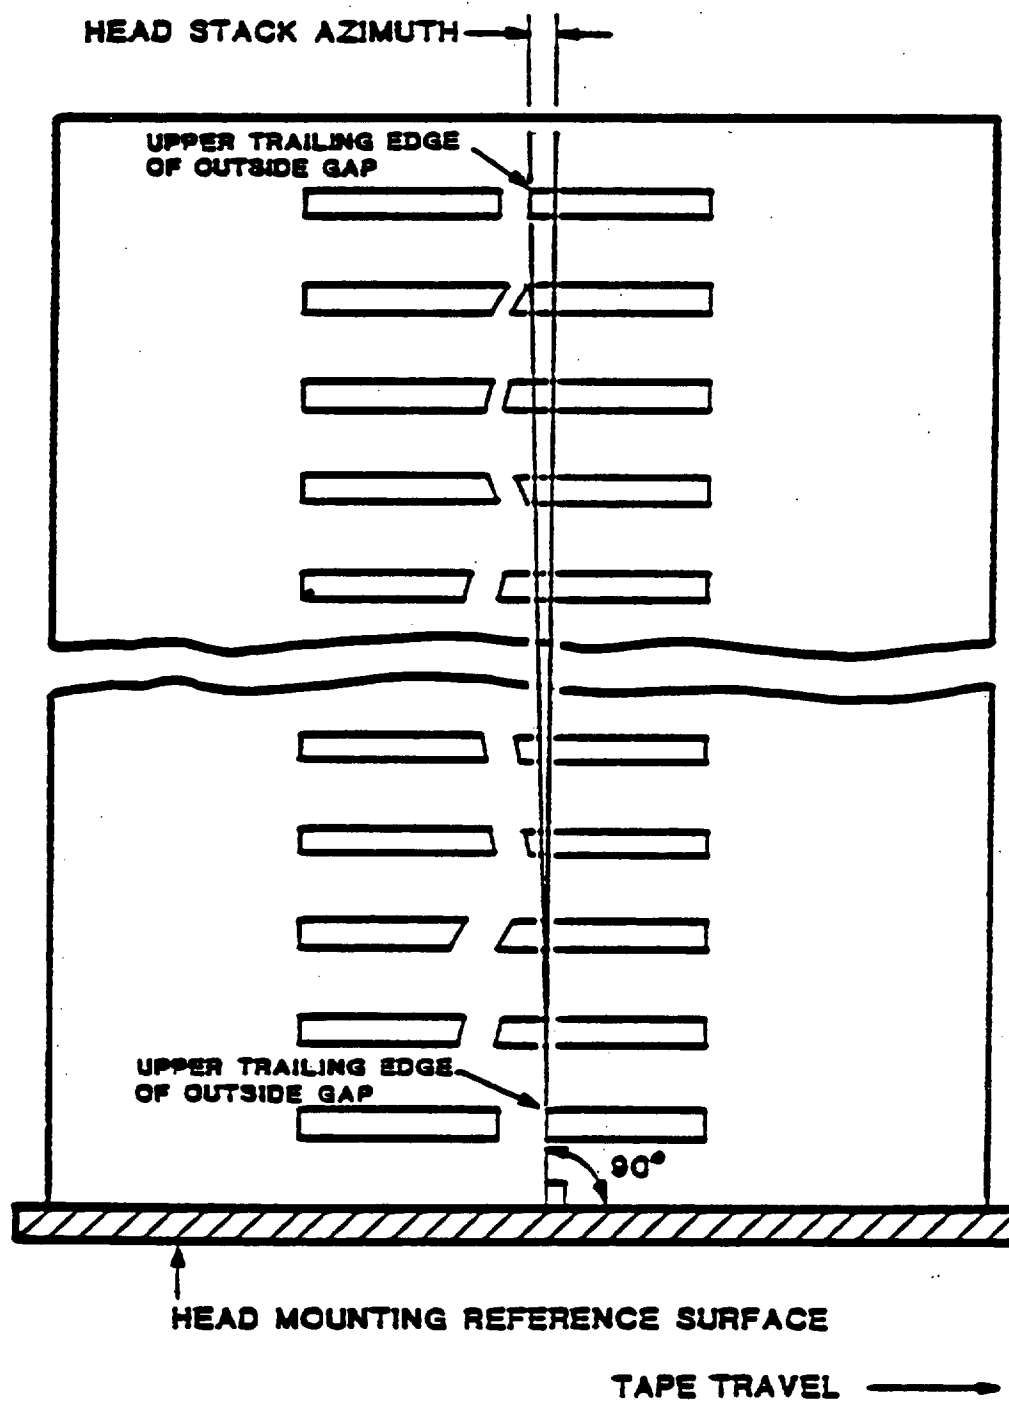 HEAD STACK AZIMUTH
UPPER TRAILING EDGE
OF OUTSIDE GAP
UPPER TRAILING EDGE
OF OUTSIDE GAP
90°
HEAD MOUNTING REFERENCE SURFACE
TAPE TRAVEL